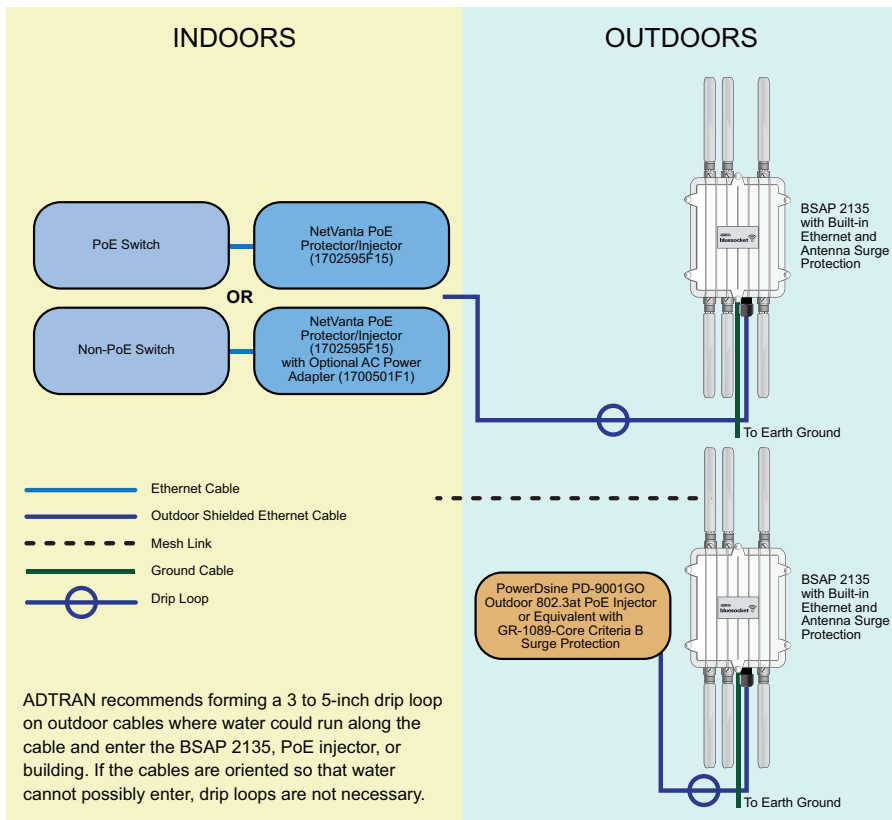 INDOORS
OUTDOORS
PoE Switch
NetVanta PoE
Protector/Injector
(1702595F15)
OR
Non-PoE Switch
NetVanta PoE
Protector/Injector
(1702595F15)
with Optional AC Power
Adapter (1700501F1)
bluesocket
BSAP 2135
with Built-in
Ethernet and
Antenna Surge
Protection
To Earth Ground
Ethernet Cable
Outdoor Shielded Ethernet Cable
Mesh Link
Ground Cable
Drip Loop
PowerDsine PD-9001GO
Outdoor 802.3at PoE Injector
or Equivalent with
GR-1089-Core Criteria B
Surge Protection
bluesocket
BSAP 2135
with Built-in
Ethernet and
Antenna Surge
Protection
To Earth Ground
ADTRAN recommends forming a 3 to 5-inch drip loop
on outdoor cables where water could run along the
cable and enter the BSAP 2135, PoE injector, or
building. If the cables are oriented so that water
cannot possibly enter, drip loops are not necessary.